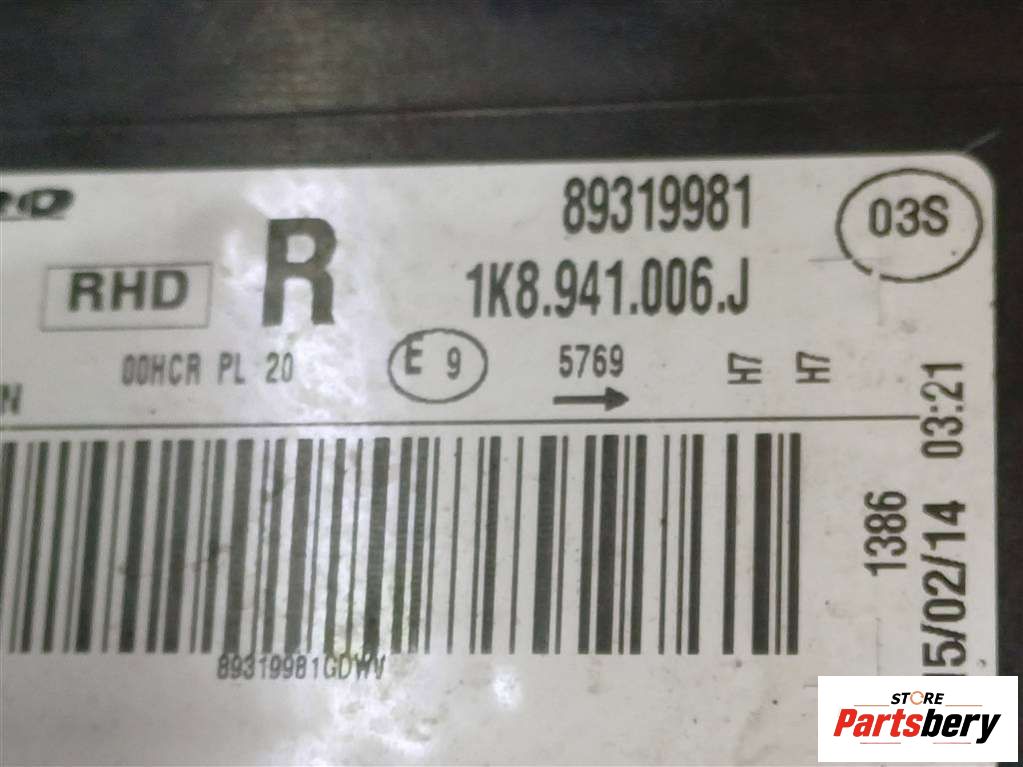 89319981
03S
RHD
R
1K8.941.006.J
00HCR PL 20
E 9
5769
H7 H7
03:21
1386
/02/14
89319981GDWV
STORE
Partsbery